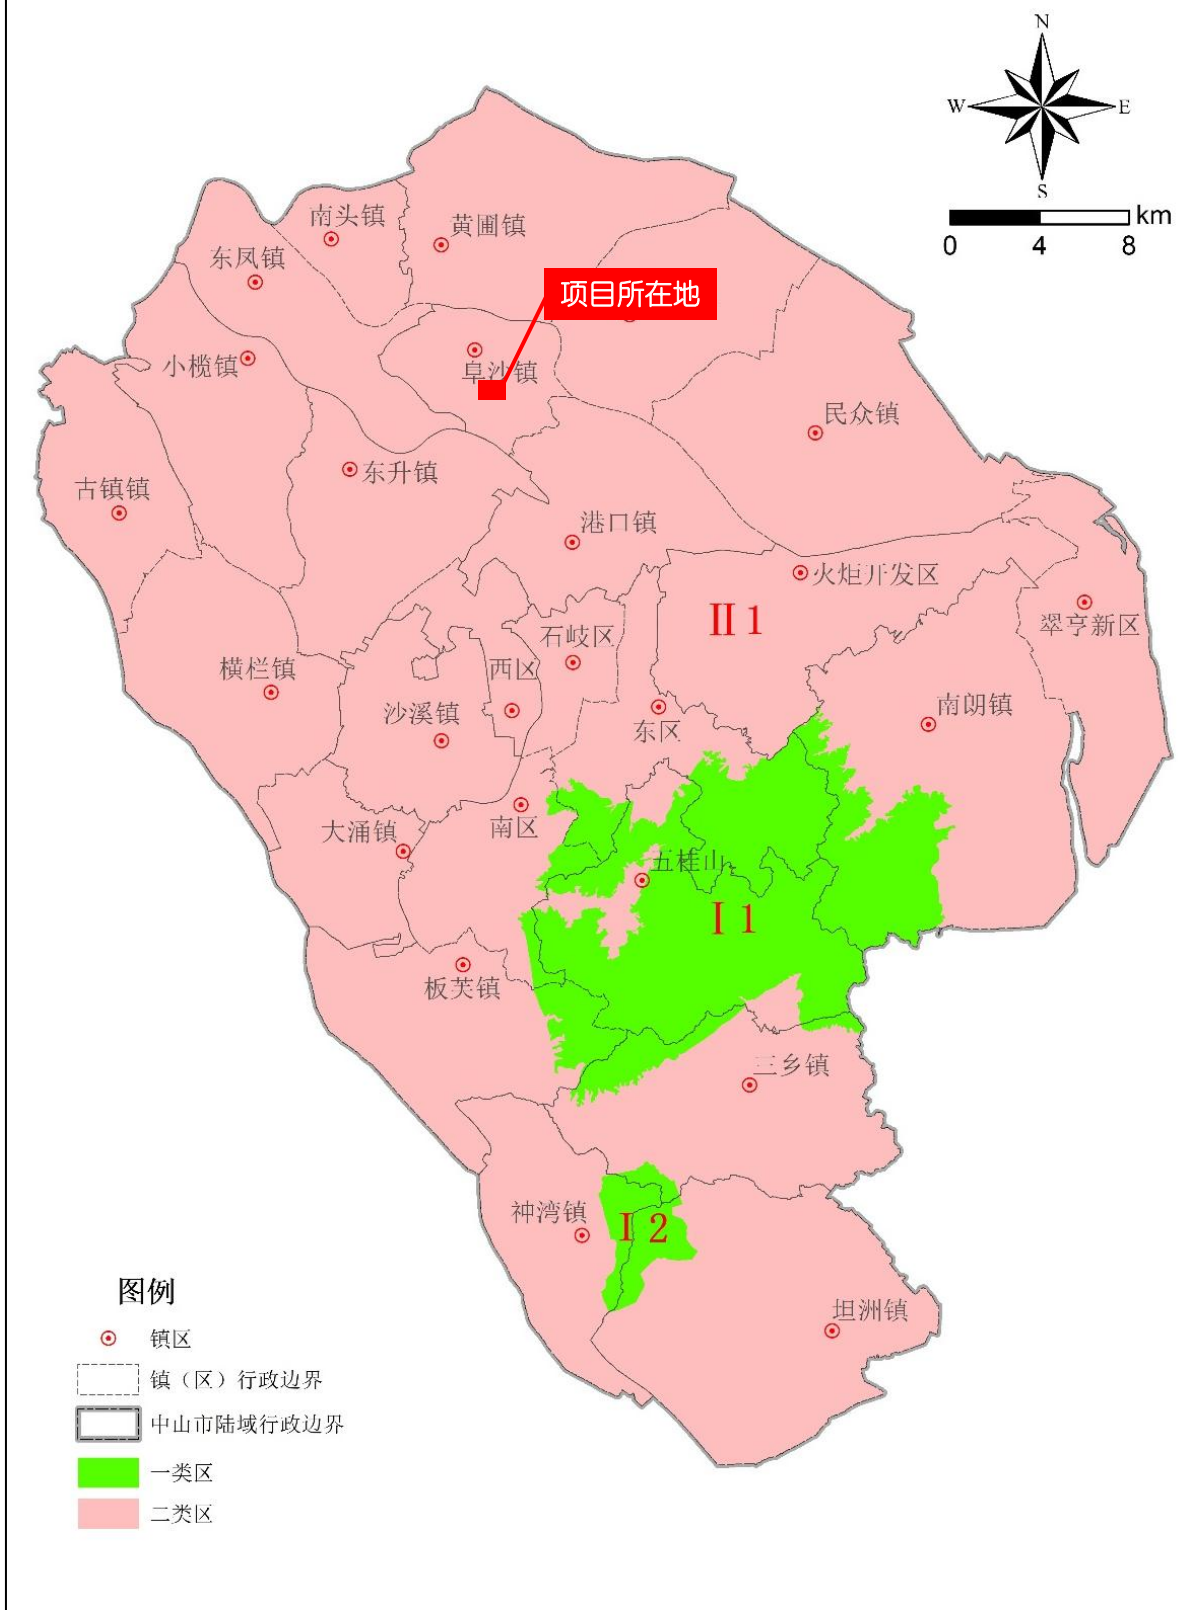 N
W
E
S
km
0
4
8
南头镇
黄圃镇
东凤镇
项目所在地
小榄镇
阜沙镇
民众镇
东升镇
古镇镇
港口镇
火炬开发区
II 1
石岐区
翠亨新区
横栏镇
西区
沙溪镇
南朗镇
东区
大涌镇
南区
五桂山
I 1
板芙镇
三乡镇
神湾镇
I 2
坦洲镇
图例
镇区
镇（区）行政边界
中山市陆域行政边界
一类区
二类区